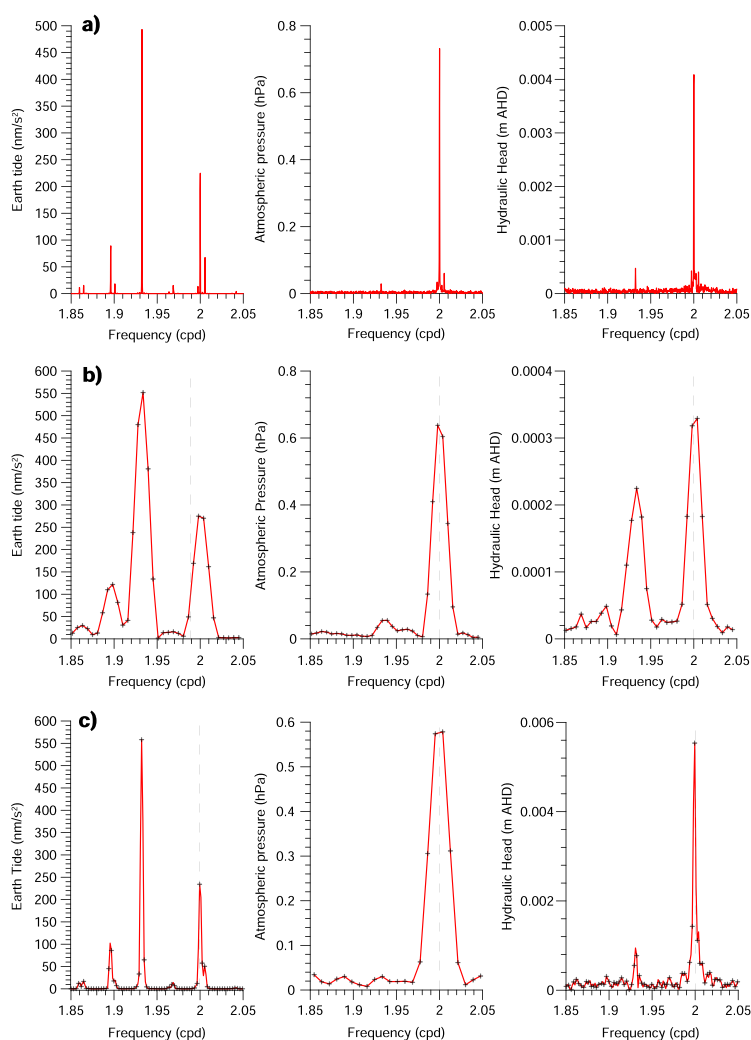 a)
Earth tide (nm/s²)
500
450
400
350
300
250
200
150
100
50
0
1.85 1.9 1.95 2 2.05
Frequency (cpd)
Atmospheric pressure (hPa)
0.8
0.6
0.4
0.2
0
1.85 1.9 1.95 2 2.05
Frequency (cpd)
Hydraulic Head (m AHD)
0.005
0.004
0.003
0.002
0.001
0
1.85 1.9 1.95 2 2.05
Frequency (cpd)
b)
Earth tide (nm/s²)
600
550
500
450
400
350
300
250
200
150
100
50
0
1.85 1.9 1.95 2 2.05
Frequency (cpd)
Atmospheric Pressure (hPa)
0.8
0.6
0.4
0.2
0
1.85 1.9 1.95 2 2.05
Frequency (cpd)
Hydraulic Head (m AHD)
0.0004
0.0003
0.0002
0.0001
0
1.85 1.9 1.95 2 2.05
Frequency (cpd)
c)
Earth Tide (nm/s²)
600
550
500
450
400
350
300
250
200
150
100
50
0
1.85 1.9 1.95 2 2.05
Frequency (cpd)
Atmospheric pressure (hPa)
0.6
0.5
0.4
0.3
0.2
0.1
0
1.85 1.9 1.95 2 2.05
Frequency (cpd)
Hydraulic Head (m AHD)
0.006
0.004
0.002
0
1.85 1.9 1.95 2 2.05
Frequency (cpd)